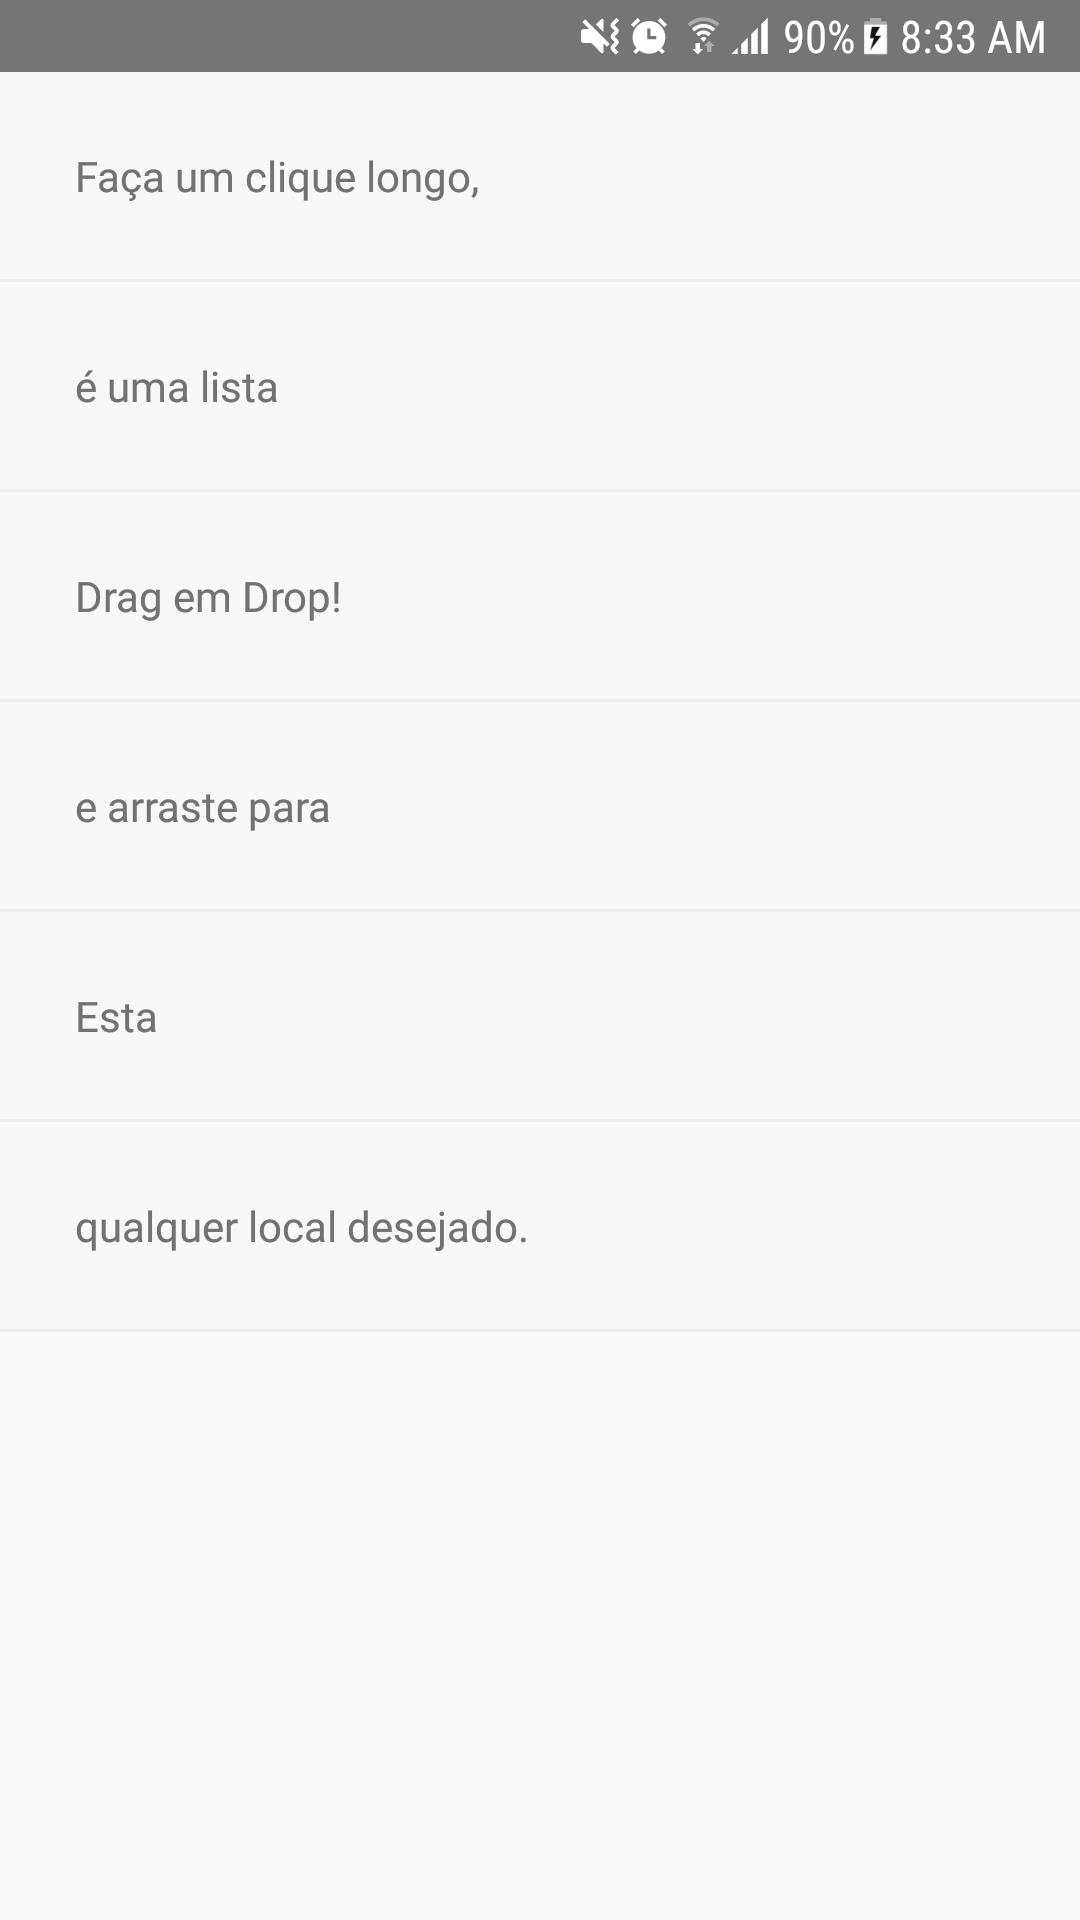 90% 8:33 AM
Faça um clique longo,
é uma lista
Drag em Drop!
e arraste para
Esta
qualquer local desejado.